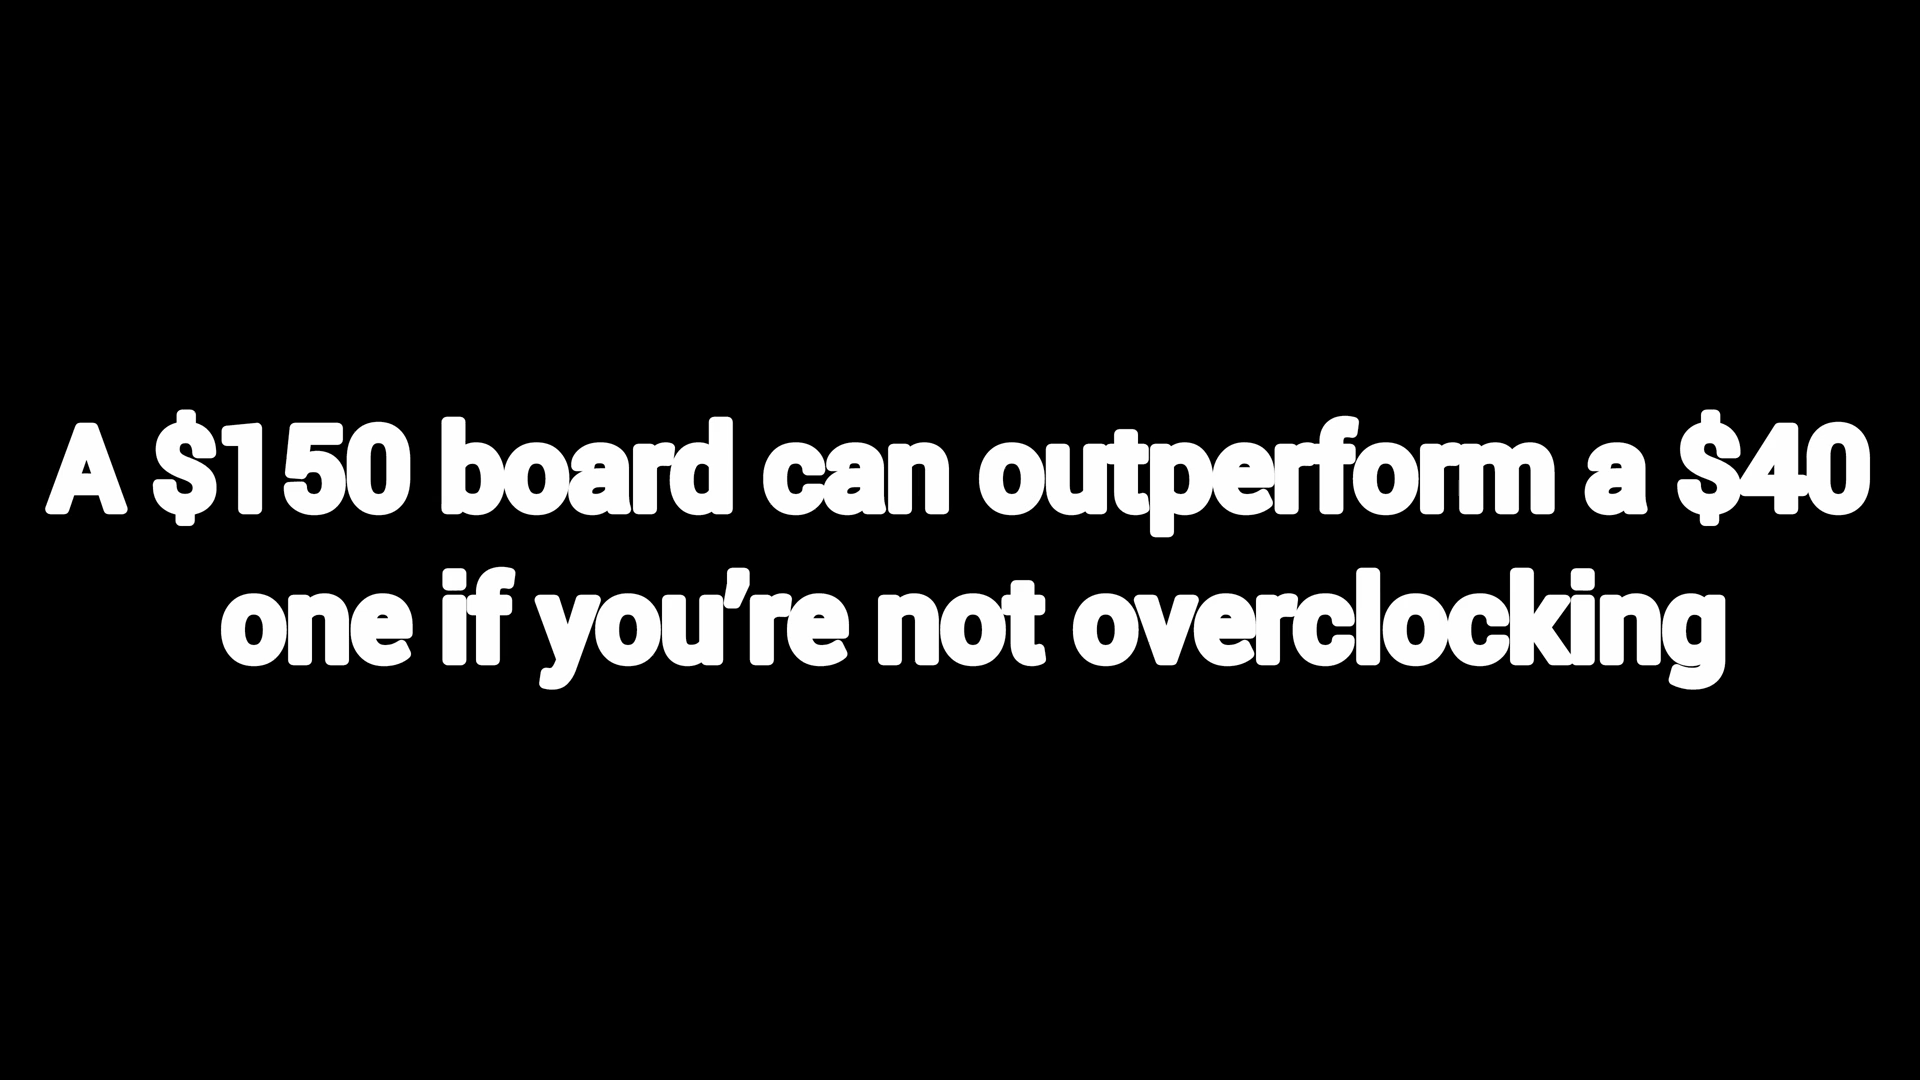 A $150 board can outperform a $40
one if you’re not overclocking